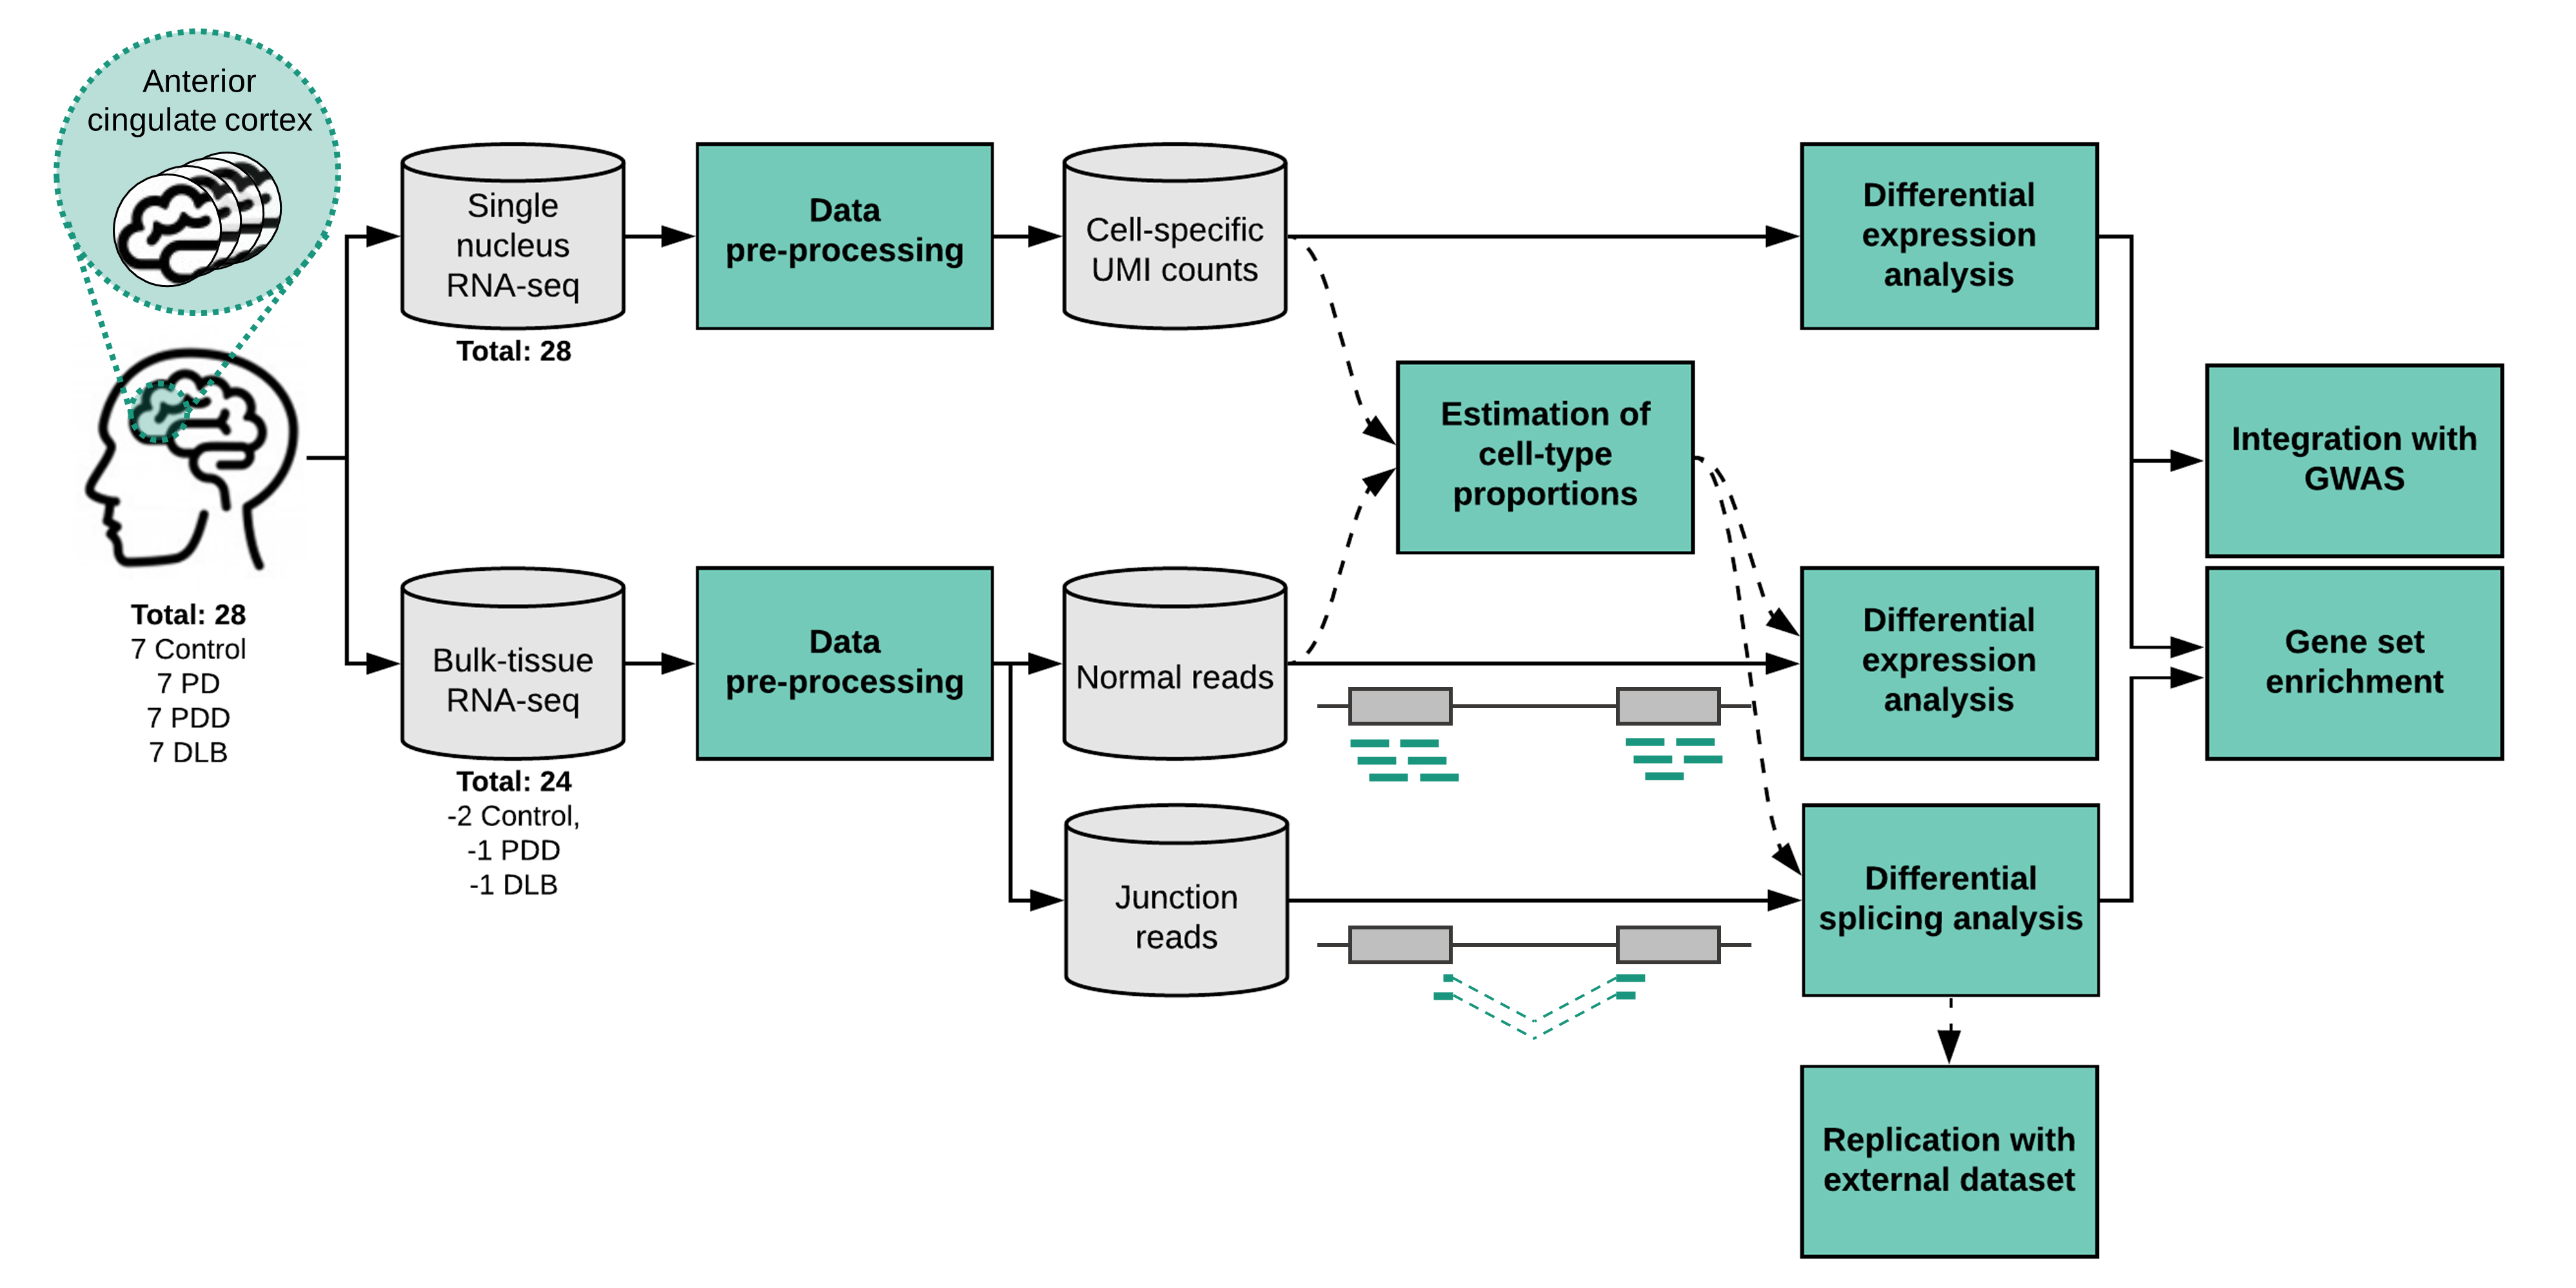 Anterior
cingulate cortex
Total: 28
7 Control
7 PD
7 PDD
7 DLB
Single
nucleus
RNA-seq
Total: 28
Data
pre-processing
Cell-specific
UMI counts
Differential
expression
analysis
Estimation of
cell-type
proportions
Integration with
GWAS
Bulk-tissue
RNA-seq
Total: 24
-2 Control,
-1 PDD
-1 DLB
Data
pre-processing
Normal reads
Differential
expression
analysis
Gene set
enrichment
Junction
reads
Differential
splicing analysis
Replication with
external dataset